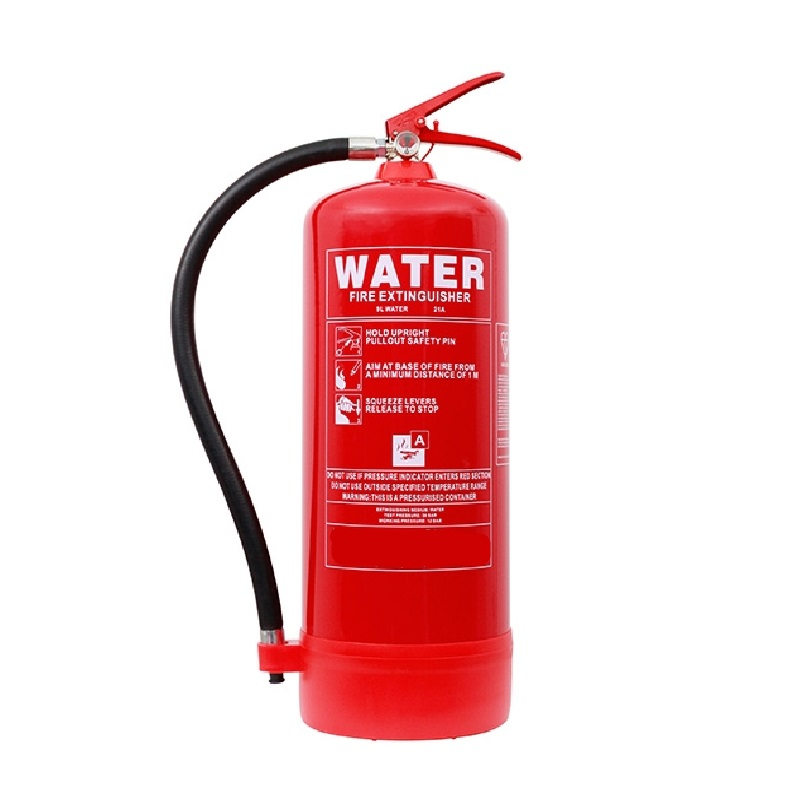 WATER
FIRE EXTINGUISHER
9L WATER 21A
HOLD UPRIGHT
PULLOUT SAFETY PIN
AIM AT BASE OF FIRE FROM
A MINIMUM DISTANCE OF 1 M
SQUEEZE LEVERS
RELEASE TO STOP
A
DO NOT USE IF PRESSURE INDICATOR ENTERS RED SECTION
DO NOT USE OUTSIDE SPECIFIED TEMPERATURE RANGE
WARNING:THIS IS A PRESSURISED CONTAINER
EXTINGUISHING MEDIUM: WATER
TEST PRESSURE: BAR
WORKING PRESSURE: 12 BAR